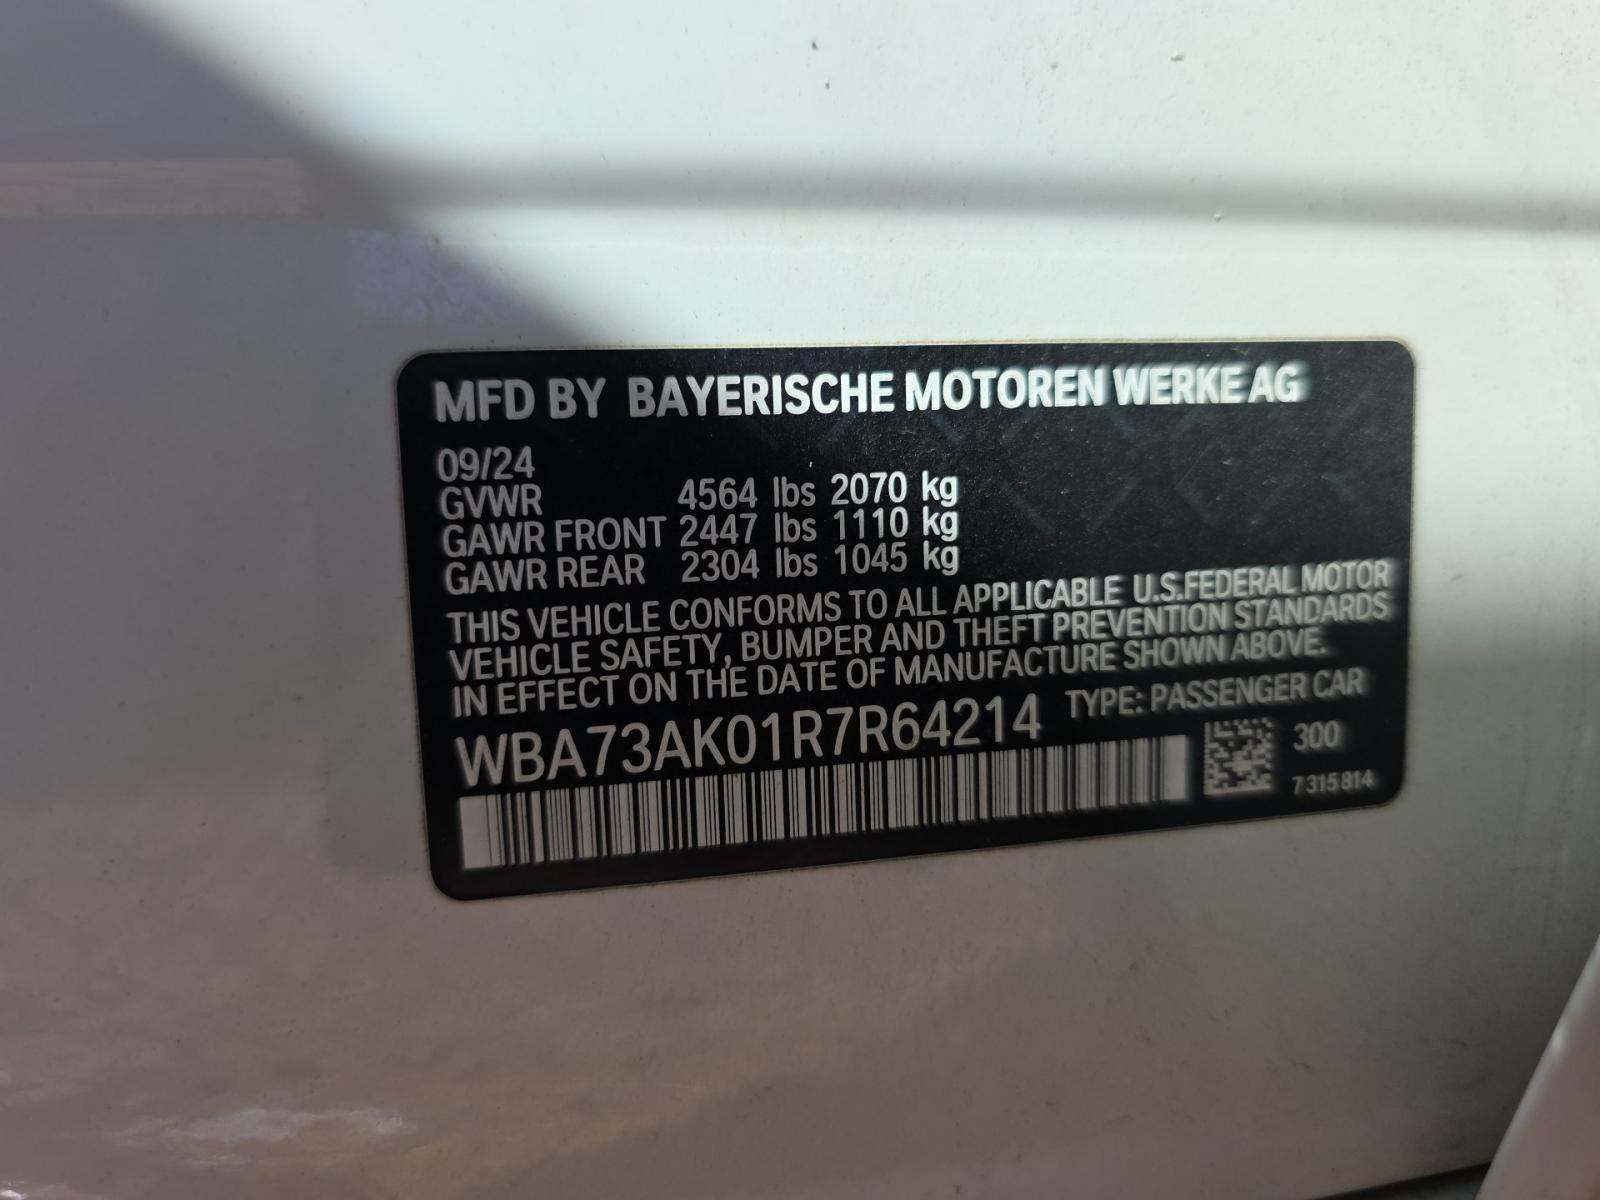 MFD BY BAYERISCHE MOTOREN WERKE AG
09/24
GVWR 4564 lbs 2070 kg
GAWR FRONT 2447 lbs 1110 kg
GAWR REAR 2304 lbs 1045 kg
THIS VEHICLE CONFORMS TO ALL APPLICABLE U.S.FEDERAL MOTOR
VEHICLE SAFETY, BUMPER AND THEFT PREVENTION STANDARDS
IN EFFECT ON THE DATE OF MANUFACTURE SHOWN ABOVE.
WBA73AK01R7R64214 TYPE: PASSENGER CAR
300
7 315 814